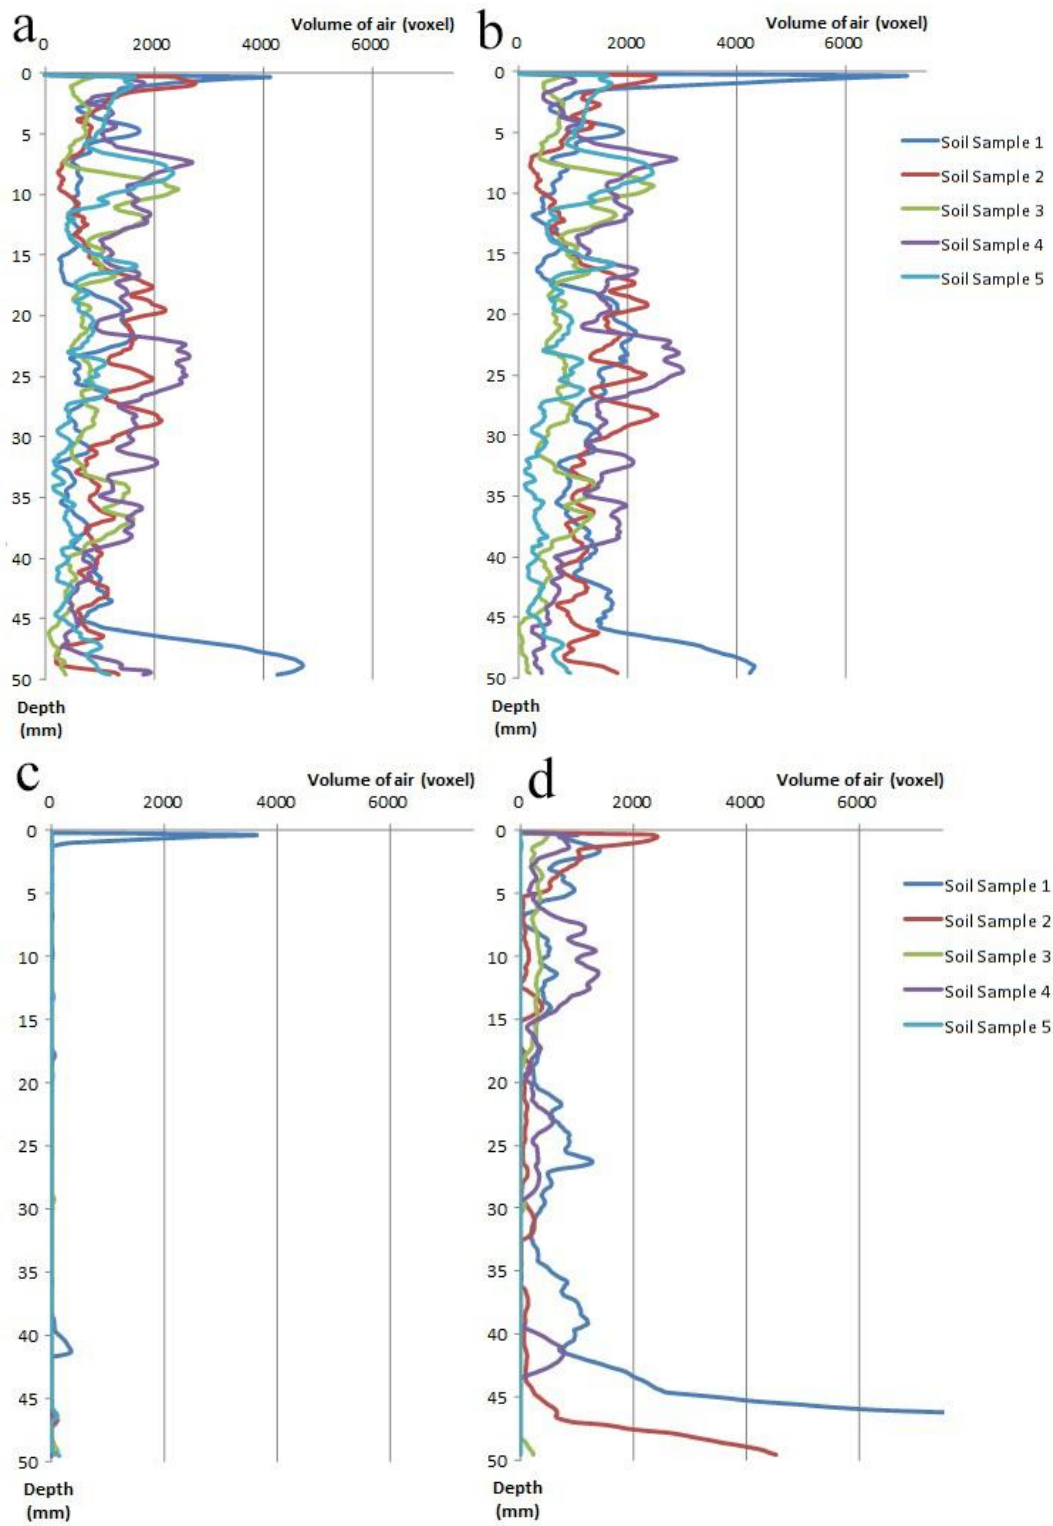 a
Volume of air (voxel)
0 2000 4000 6000
0
5
10
15
20
25
30
35
40
45
50
Depth
(mm)
b
Volume of air (voxel)
0 2000 4000 6000
0
5
10
15
20
25
30
35
40
45
50
Depth
(mm)
Soil Sample 1
Soil Sample 2
Soil Sample 3
Soil Sample 4
Soil Sample 5
c
Volume of air (voxel)
0 2000 4000 6000
0
5
10
15
20
25
30
35
40
45
50
Depth
(mm)
d
Volume of air (voxel)
0 2000 4000 6000
0
5
10
15
20
25
30
35
40
45
50
Depth
(mm)
Soil Sample 1
Soil Sample 2
Soil Sample 3
Soil Sample 4
Soil Sample 5